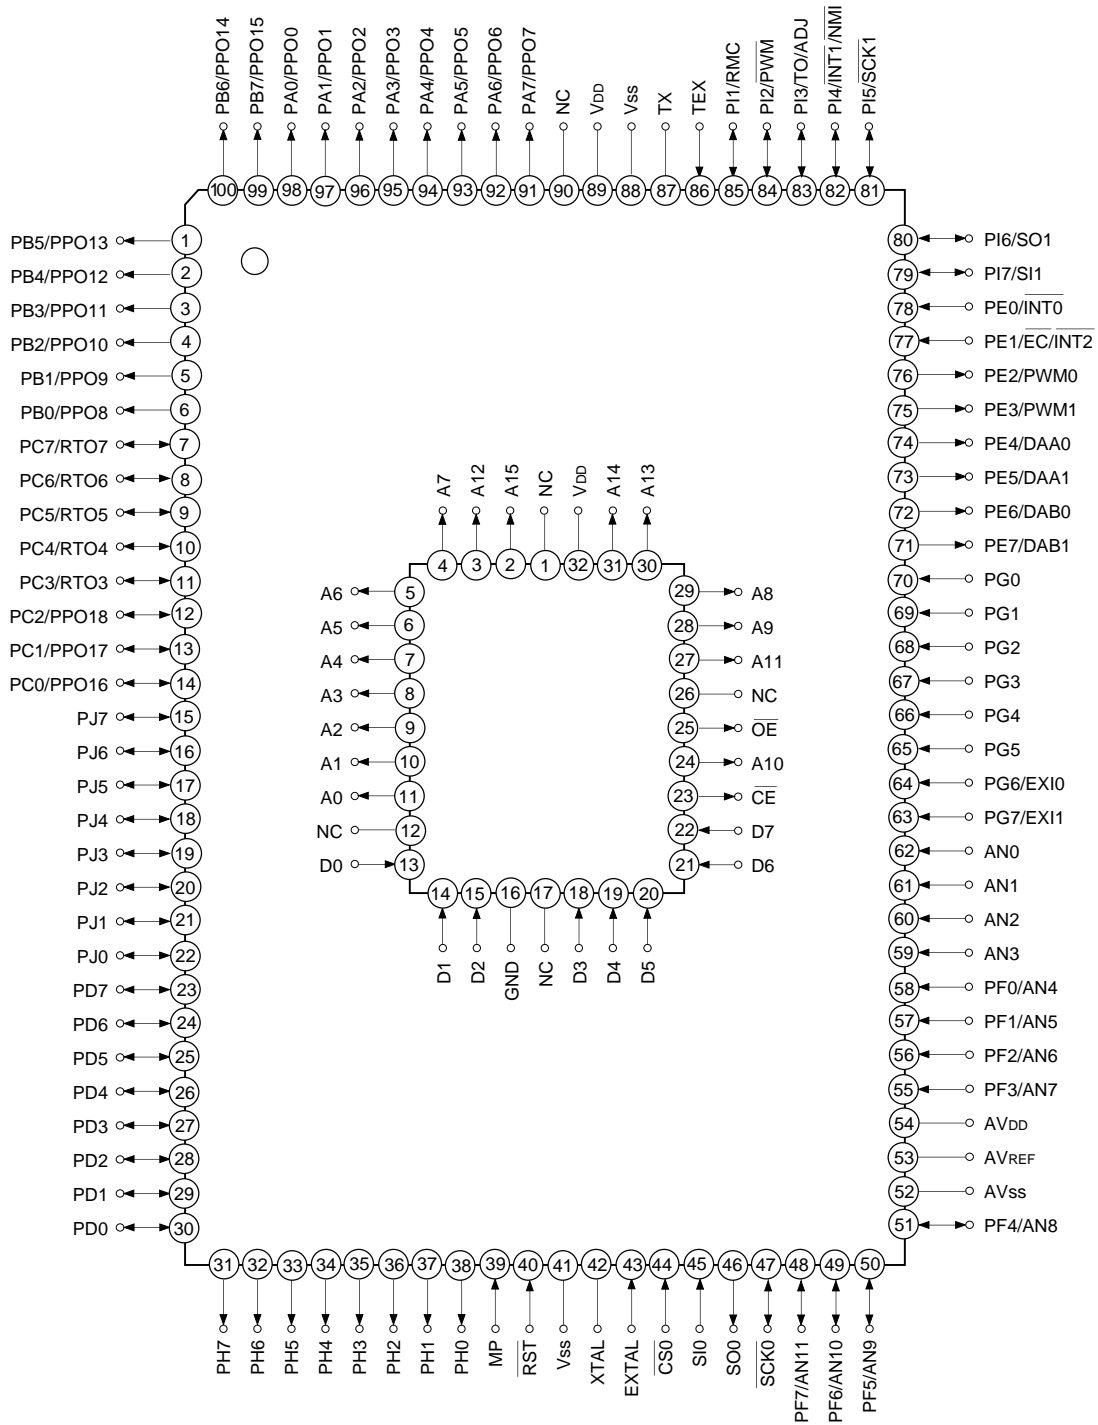 PB6/PPO14
PB7/PPO15
PA0/PPO0
PA1/PPO1
PA2/PPO2
PA3/PPO3
PA4/PPO4
PA5/PPO5
PA6/PPO6
PA7/PPO7
NC
VDD
Vss
TX
TEX
PI1/RMC
PI2/PWM
PI3/TO/ADJ
PI4/INT1/NMI
PI5/SCK1
100 99 98 97 96 95 94 93 92 91 90 89 88 87 86 85 84 83 82 81
PB5/PPO13 1
PB4/PPO12 2
PB3/PPO11 3
PB2/PPO10 4
PB1/PPO9 5
PB0/PPO8 6
PC7/RTO7 7
PC6/RTO6 8
PC5/RTO5 9
PC4/RTO4 10
PC3/RTO3 11
PC2/PPO18 12
PC1/PPO17 13
PC0/PPO16 14
PJ7 15
PJ6 16
PJ5 17
PJ4 18
PJ3 19
PJ2 20
PJ1 21
PJ0 22
PD7 23
PD6 24
PD5 25
PD4 26
PD3 27
PD2 28
PD1 29
PD0 30
A7
A12
A15
NC
VDD
A14
A13
4 3 2 1 32 31 30
A6 5
A5 6
A4 7
A3 8
A2 9
A1 10
A0 11
NC 12
D0 13
29 A8
28 A9
27 A11
26 NC
25 OE
24 A10
23 CE
22 D7
21 D6
14 15 16 17 18 19 20
D1
D2
GND
NC
D3
D4
D5
80 PI6/SO1
79 PI7/SI1
78 PE0/INT0
77 PE1/EC/INT2
76 PE2/PWM0
75 PE3/PWM1
74 PE4/DAA0
73 PE5/DAA1
72 PE6/DAB0
71 PE7/DAB1
70 PG0
69 PG1
68 PG2
67 PG3
66 PG4
65 PG5
64 PG6/EXI0
63 PG7/EXI1
62 AN0
61 AN1
60 AN2
59 AN3
58 PF0/AN4
57 PF1/AN5
56 PF2/AN6
55 PF3/AN7
54 AVDD
53 AVREF
52 AVss
51 PF4/AN8
31 32 33 34 35 36 37 38 39 40 41 42 43 44 45 46 47 48 49 50
PH7
PH6
PH5
PH4
PH3
PH2
PH1
PH0
MP
RST
Vss
XTAL
EXTAL
CS0
SI0
SO0
SCK0
PF7/AN11
PF6/AN10
PF5/AN9